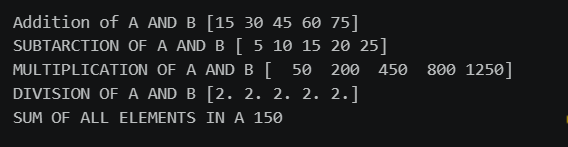 Addition of A AND B [15 30 45 60 75]
SUBTARCTION OF A AND B [ 5 10 15 20 25]
MULTIPLICATION OF A AND B [  50  200  450  800 1250]
DIVISION OF A AND B [2. 2. 2. 2. 2.]
SUM OF ALL ELEMENTS IN A 150